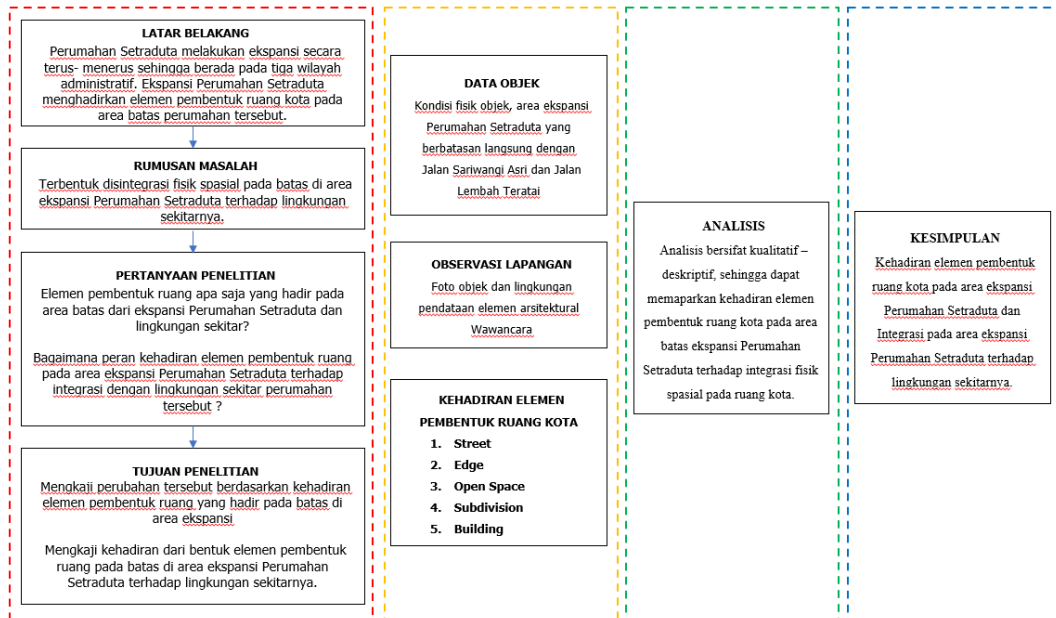 LATAR BELAKANG
Perumahan Setraduta melakukan ekspansi secara
terus- menerus sehingga berada pada tiga wilayah
administratif. Ekspansi Perumahan Setraduta
menghadirkan elemen pembentuk ruang kota pada
area batas perumahan tersebut.
RUMUSAN MASALAH
Terbentuk disintegrasi fisik spasial pada batas di area
ekspansi Perumahan Setraduta terhadap lingkungan
sekitarnya.
PERTANYAAN PENELITIAN
Elemen pembentuk ruang apa saja yang hadir pada
area batas dari ekspansi Perumahan Setraduta dan
lingkungan sekitar?
Bagaimana peran kehadiran elemen pembentuk ruang
pada area ekspansi Perumahan Setraduta terhadap
integrasi dengan lingkungan sekitar perumahan
tersebut ?
TUJUAN PENELITIAN
Mengkaji perubahan tersebut berdasarkan kehadiran
elemen pembentuk ruang yang hadir pada batas di
area ekspansi
Mengkaji kehadiran dari bentuk elemen pembentuk
ruang pada batas di area ekspansi Perumahan
Setraduta terhadap lingkungan sekitarnya.
DATA OBJEK
Kondisi fisik objek, area ekspansi
Perumahan Setraduta yang
berbatasan langsung dengan
Jalan Sariwangi Asri dan Jalan
Lembah Teratai
OBSERVASI LAPANGAN
Foto objek dan lingkungan
pendataan elemen arsitektural
Wawancara
KEHADIRAN ELEMEN
PEMBENTUK RUANG KOTA
1. Street
2. Edge
3. Open Space
4. Subdivision
5. Building
ANALISIS
Analisis bersifat kualitatif –
deskriptif, sehingga dapat
memaparkan kehadiran elemen
pembentuk ruang kota pada area
batas ekspansi Perumahan
Setraduta terhadap integrasi fisik
spasial pada ruang kota.
KESIMPULAN
Kehadiran elemen pembentuk
ruang kota pada area ekspansi
Perumahan Setraduta dan
Integrasi pada area ekspansi
Perumahan Setraduta terhadap
lingkungan sekitarnya.